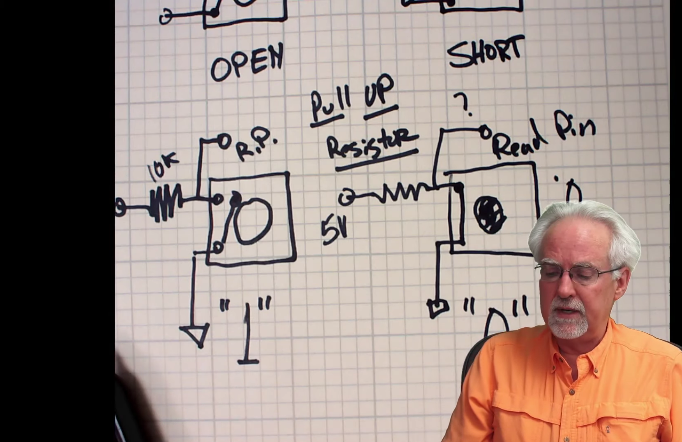 OPEN
SHORT
Pull UP
Resistor
?
10K
R.P.
Read Pin
5V
"1"
"0"